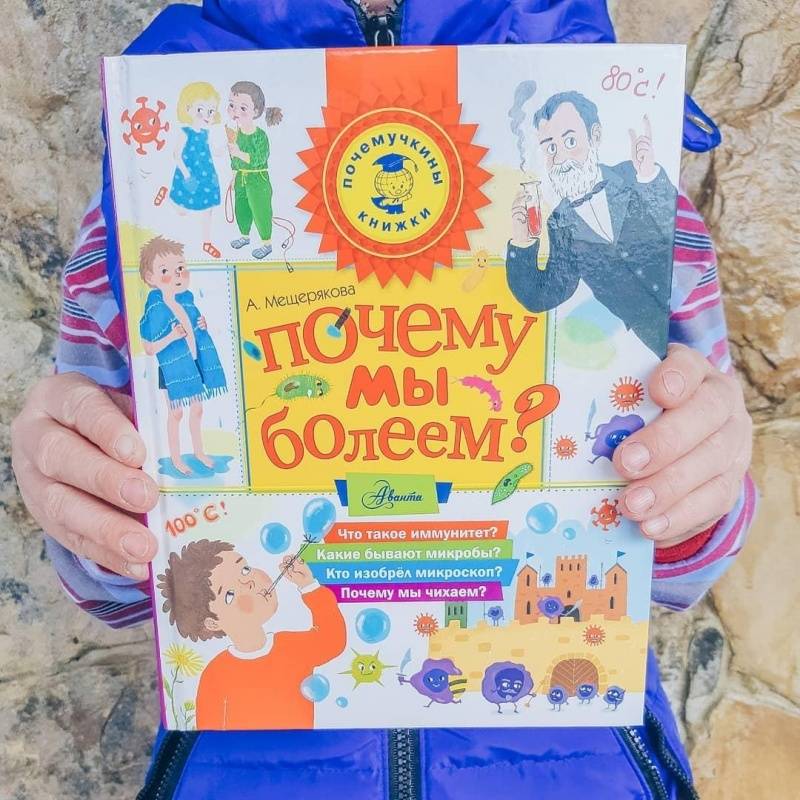 80°С!
почемучкины
книжки
А. Мещерякова
почему
мы
болеем?
Аванта
100°С!
Что такое иммунитет?
Какие бывают микробы?
Кто изобрёл микроскоп?
Почему мы чихаем?